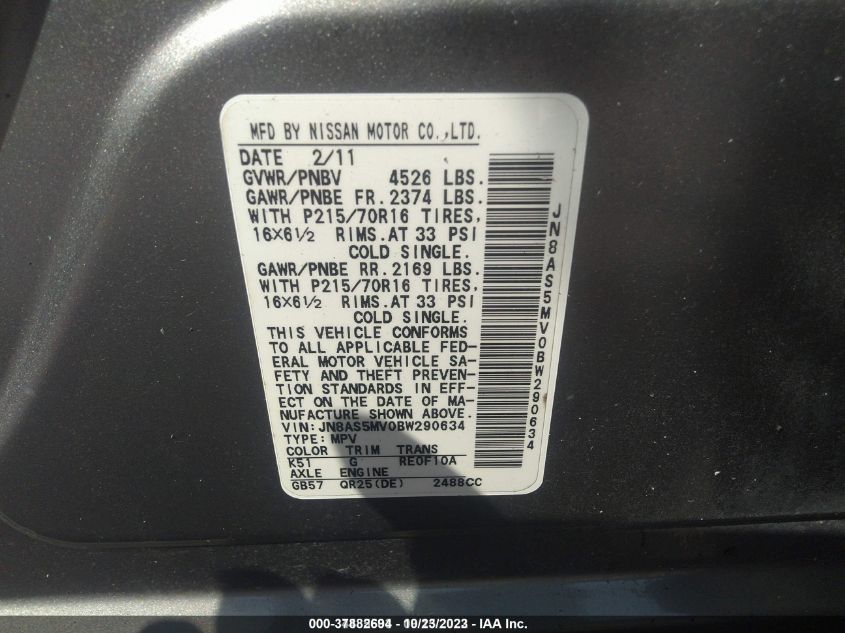 MFD BY NISSAN MOTOR CO.,LTD.
DATE 2/11
GVWR/PNBV 4526 LBS.
GAWR/PNBE FR. 2374 LBS.
WITH P215/70R16 TIRES,
16X6½ RIMS.AT 33 PSI
COLD SINGLE.
GAWR/PNBE RR. 2169 LBS.
WITH P215/70R16 TIRES,
16X6½ RIMS.AT 33 PSI
COLD SINGLE.
THIS VEHICLE CONFORMS
TO ALL APPLICABLE FED-
ERAL MOTOR VEHICLE SA-
FETY AND THEFT PREVEN-
TION STANDARDS IN EFF-
ECT ON THE DATE OF MA-
NUFACTURE SHOWN ABOVE.
VIN: JN8AS5MV0BW290634
TYPE: MPV
COLOR TRIM TRANS
K51 G RE0F10A
AXLE ENGINE
GB57 QR25(DE) 2488CC
JN8AS5MV0BW290634
10/23/2023 - IAA Inc.